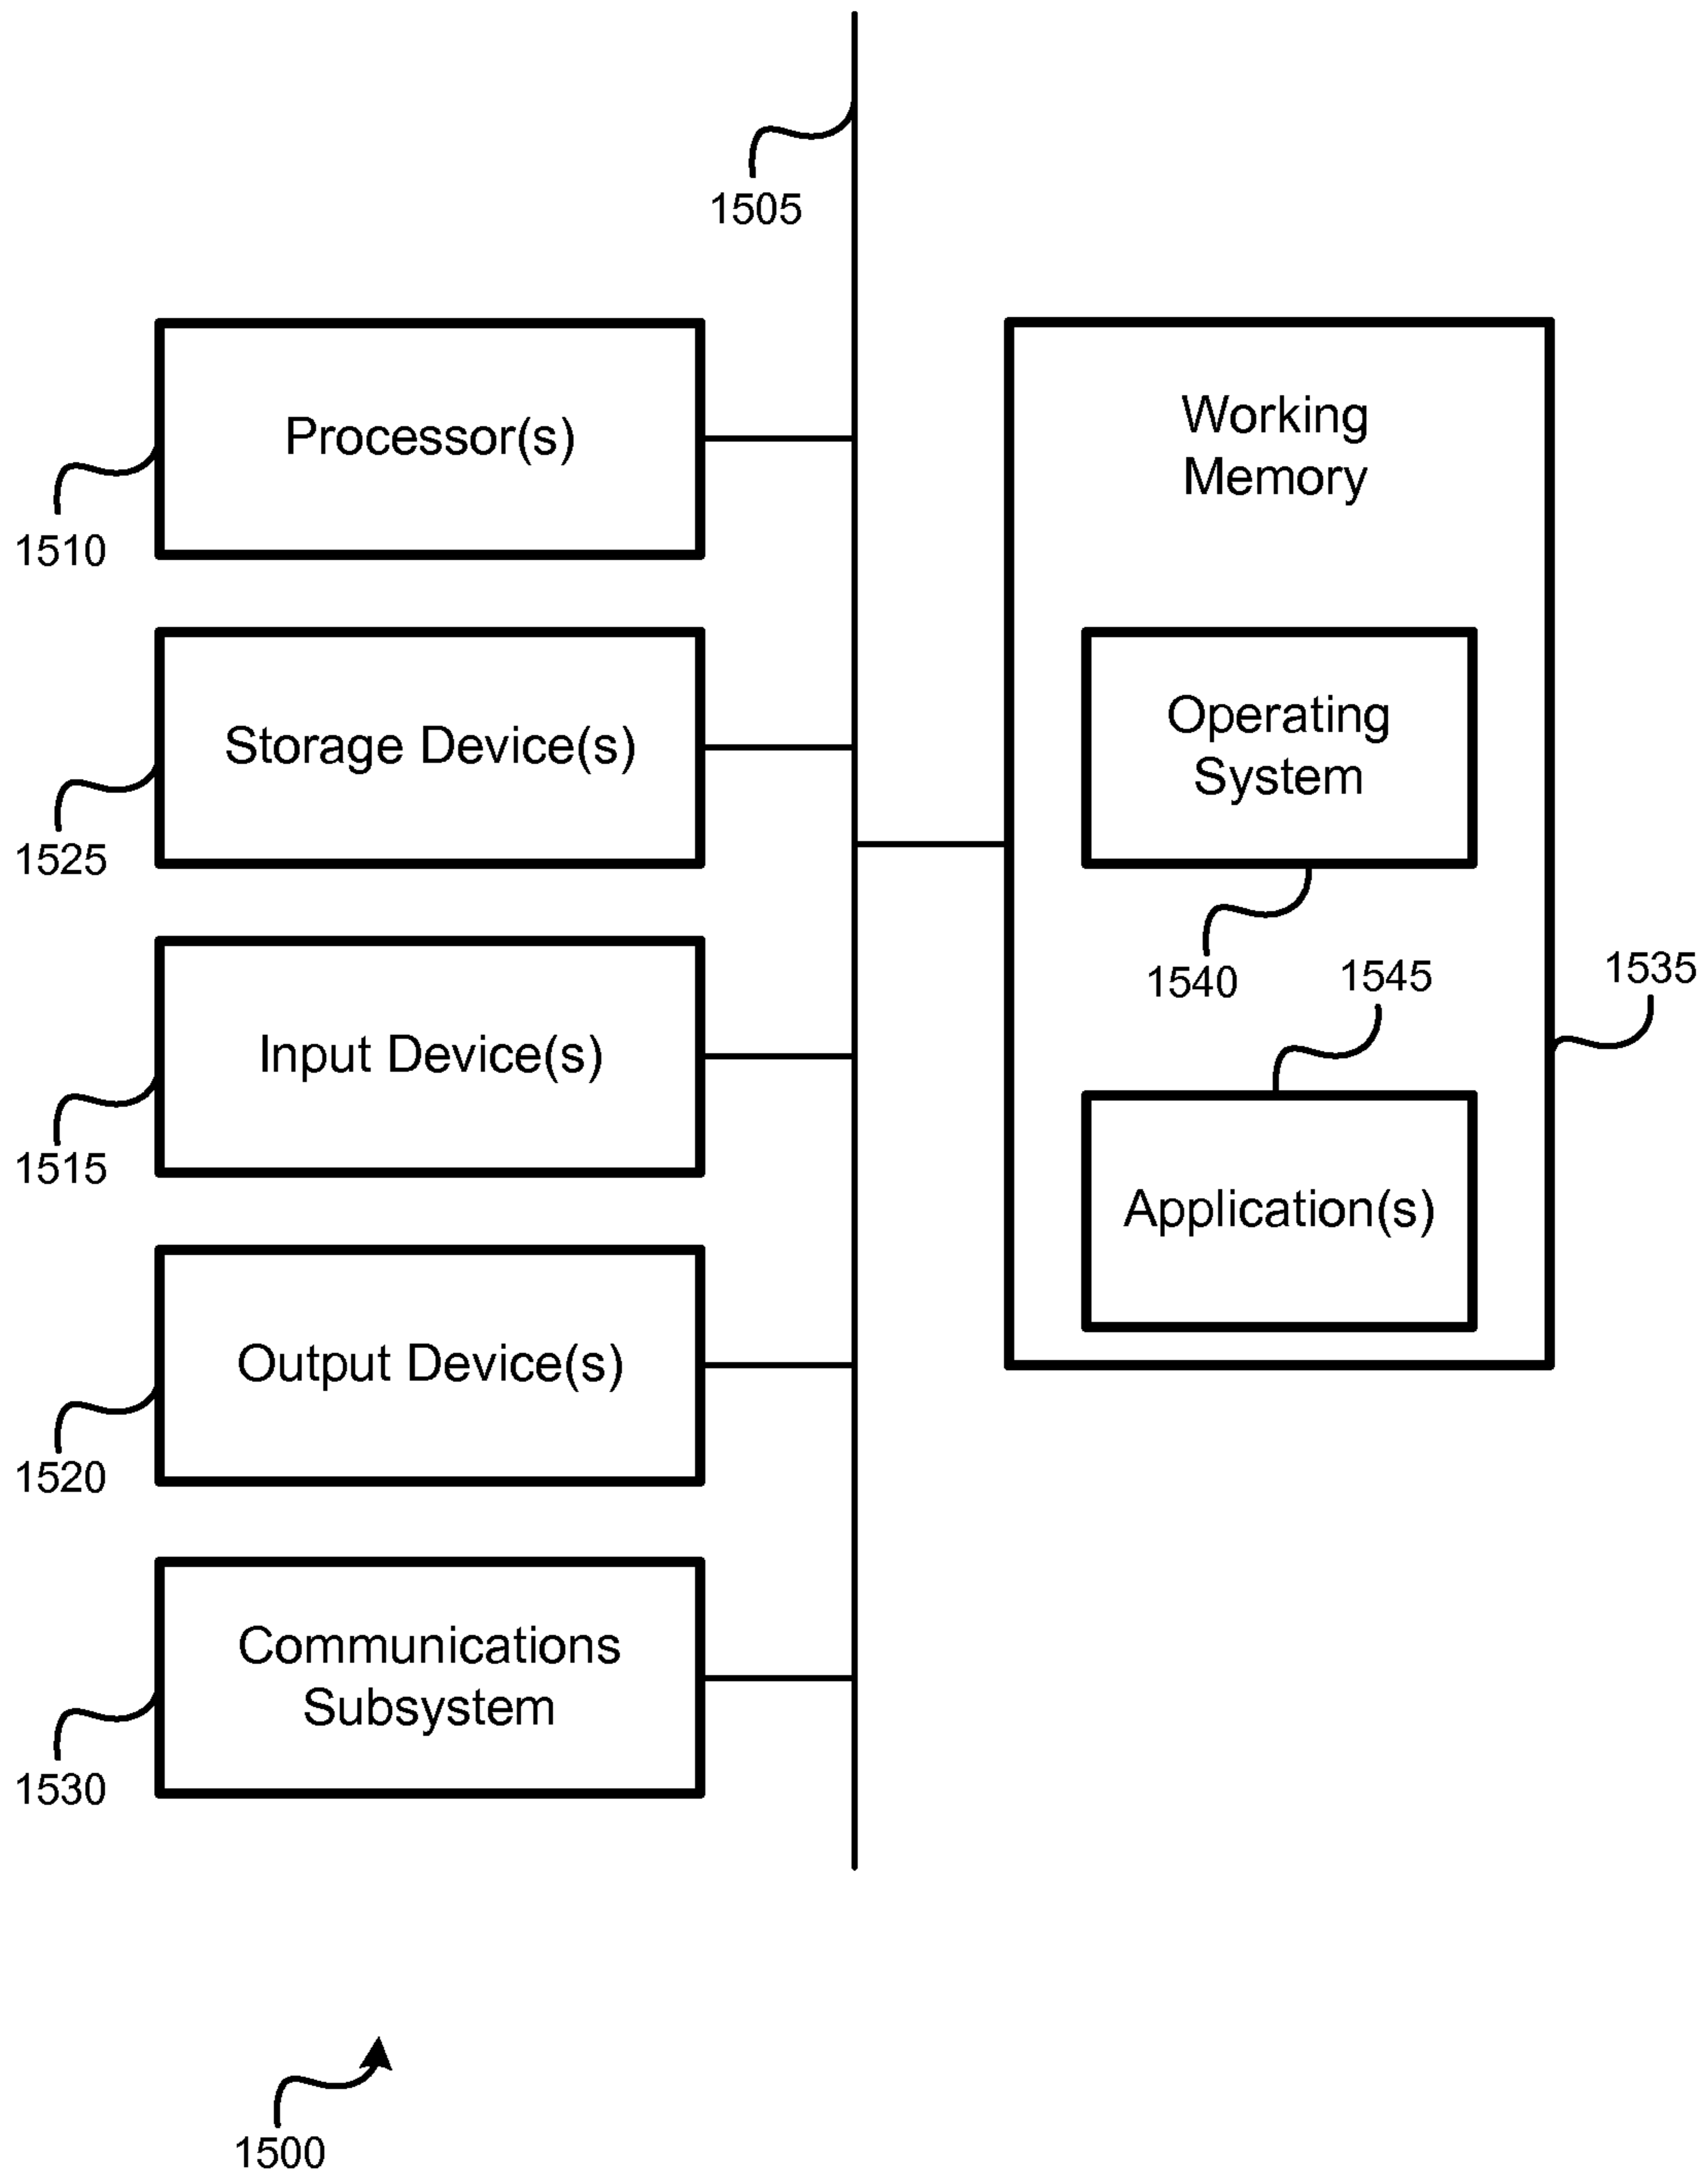 1505
Processor(s)
1510
Storage Device(s)
1525
Input Device(s)
1515
Output Device(s)
1520
Communications
Subsystem
1530
Working
Memory
Operating
System
1540
1545
1535
Application(s)
1500